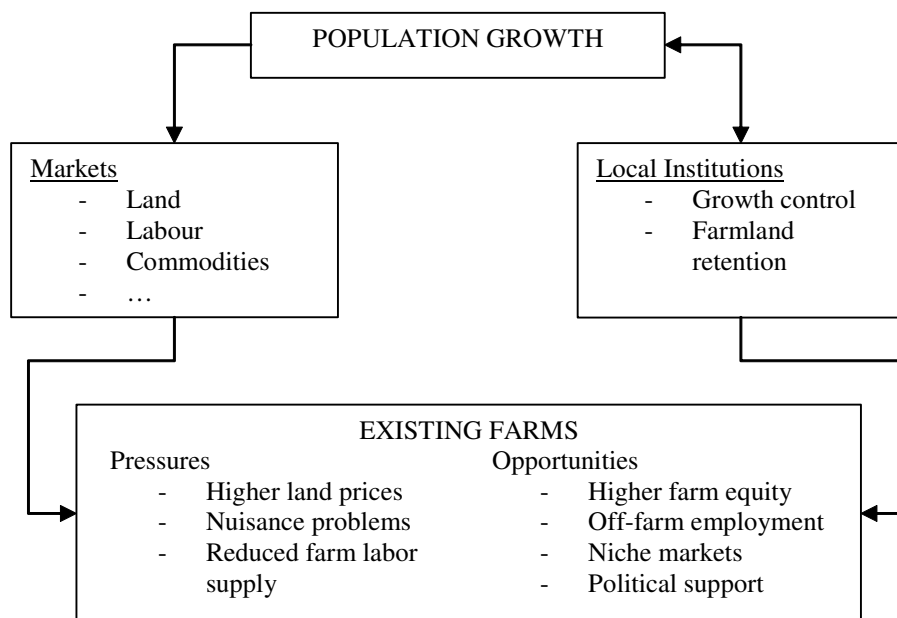 POPULATION GROWTH
Markets
- Land
- Labour
- Commodities
- …
Local Institutions
- Growth control
- Farmland
retention
EXISTING FARMS
Pressures
- Higher land prices
- Nuisance problems
- Reduced farm labor
supply
Opportunities
- Higher farm equity
- Off-farm employment
- Niche markets
- Political support